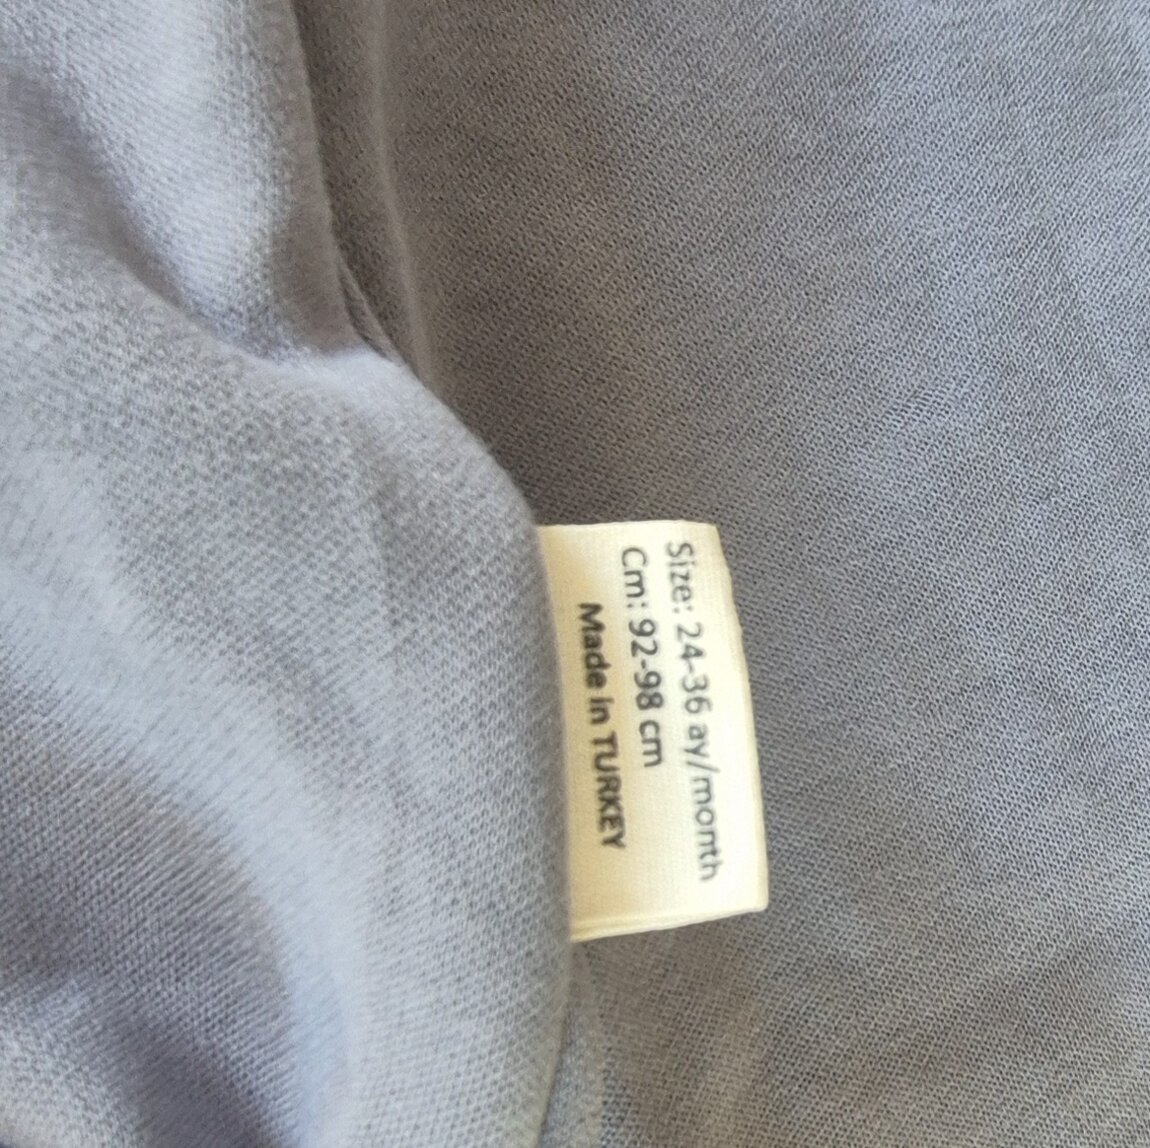 Size: 24-36 ay/month
Cm: 92-98 cm
Made in TURKEY